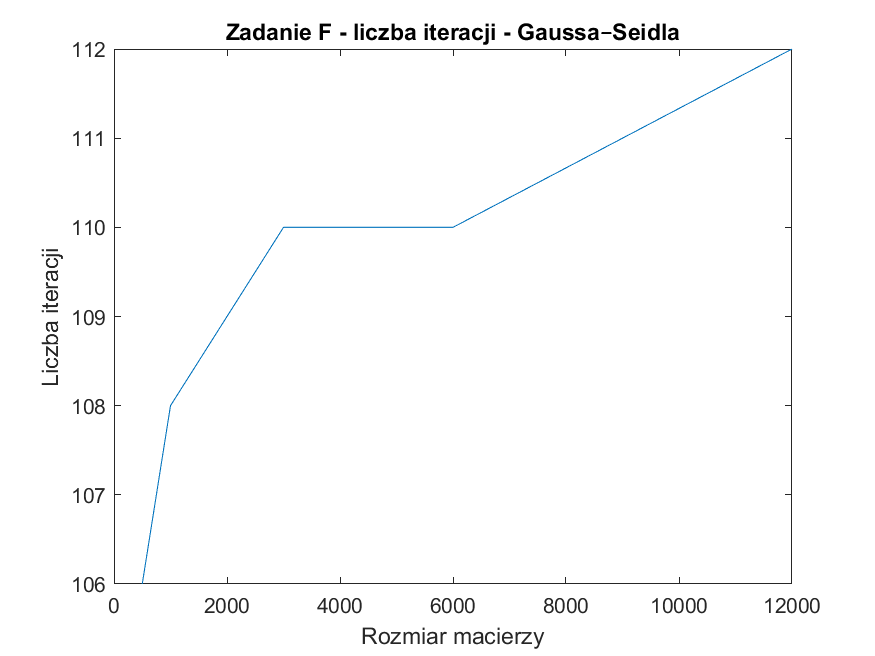 Zadanie F - liczba iteracji - Gaussa–Seidla
112
111
110
109
108
107
106
Liczba iteracji
0 2000 4000 6000 8000 10000 12000
Rozmiar macierzy